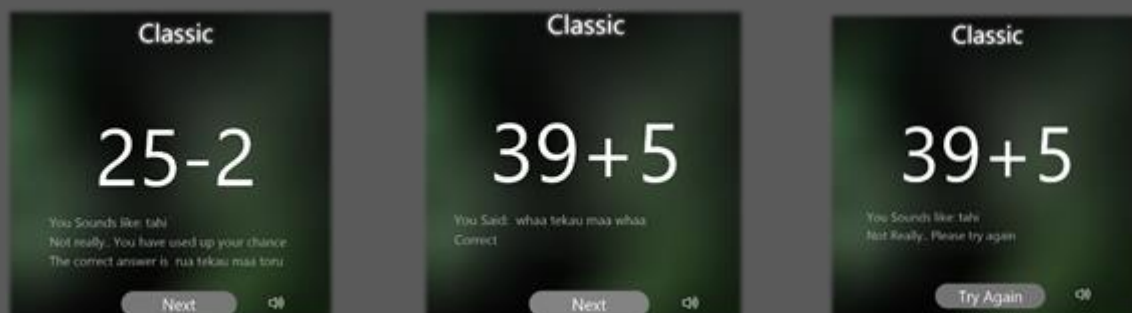 Classic
25-2
You Sounds like: tahi
Not really.. You have used up your chance
The correct answer is rua tekau maa toru
Next
Classic
39+5
You Said: whaa tekau maa whaa
Correct
Next
Classic
39+5
You Sounds like: tahi
Not Really.. Please try again
Try Again